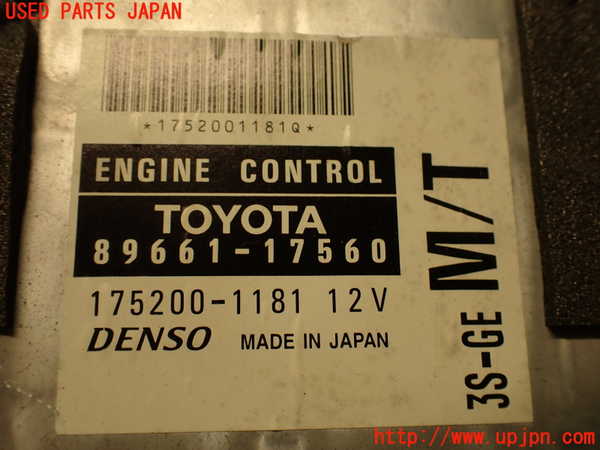 USED PARTS JAPAN
*1752001181Q*
ENGINE CONTROL
TOYOTA
89661-17560
175200-1181 12V
DENSO MADE IN JAPAN
3S-GE M/T
http://www.upjpn.com